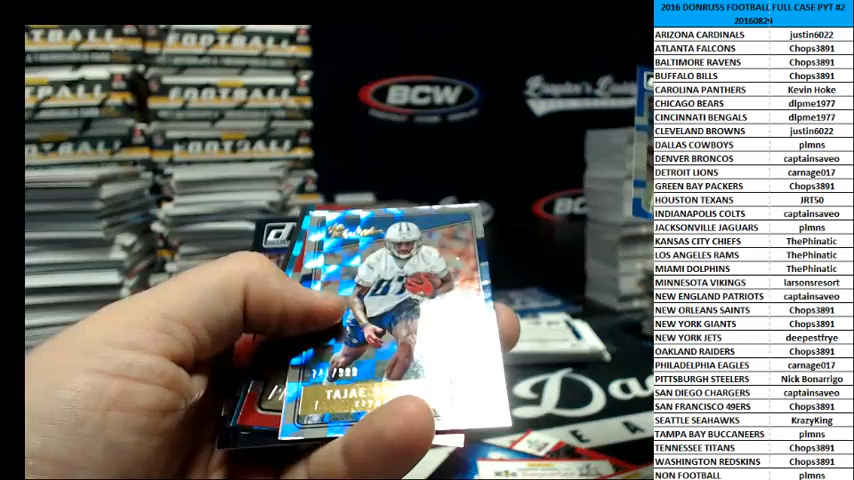 2016 DONRUSS FOOTBALL FULL CASE PYT #2
20160829
ARIZONA CARDINALS justin6022
ATLANTA FALCONS Chops3891
BALTIMORE RAVENS Chops3891
BUFFALO BILLS Chops3891
CAROLINA PANTHERS Kevin Hoke
CHICAGO BEARS dlpme1977
CINCINNATI BENGALS dlpme1977
CLEVELAND BROWNS justin6022
DALLAS COWBOYS plmns
DENVER BRONCOS captainsaveo
DETROIT LIONS carnage017
GREEN BAY PACKERS Chops3891
HOUSTON TEXANS JRT50
INDIANAPOLIS COLTS captainsaveo
JACKSONVILLE JAGUARS plmns
KANSAS CITY CHIEFS ThePhinatic
LOS ANGELES RAMS ThePhinatic
MIAMI DOLPHINS ThePhinatic
MINNESOTA VIKINGS larsonsresort
NEW ENGLAND PATRIOTS captainsaveo
NEW ORLEANS SAINTS Chops3891
NEW YORK GIANTS Chops3891
NEW YORK JETS deepestfrye
OAKLAND RAIDERS Chops3891
PHILADELPHIA EAGLES carnage017
PITTSBURGH STEELERS Nick Bonarrigo
SAN DIEGO CHARGERS captainsaveo
SAN FRANCISCO 49ERS Chops3891
SEATTLE SEAHAWKS KrazyKing
TAMPA BAY BUCCANEERS plmns
TENNESSEE TITANS Chops3891
WASHINGTON REDSKINS Chops3891
NON FOOTBALL plmns
FOOTBALL
FOOTBALL
FOOTBALL
BCW
TAJAE